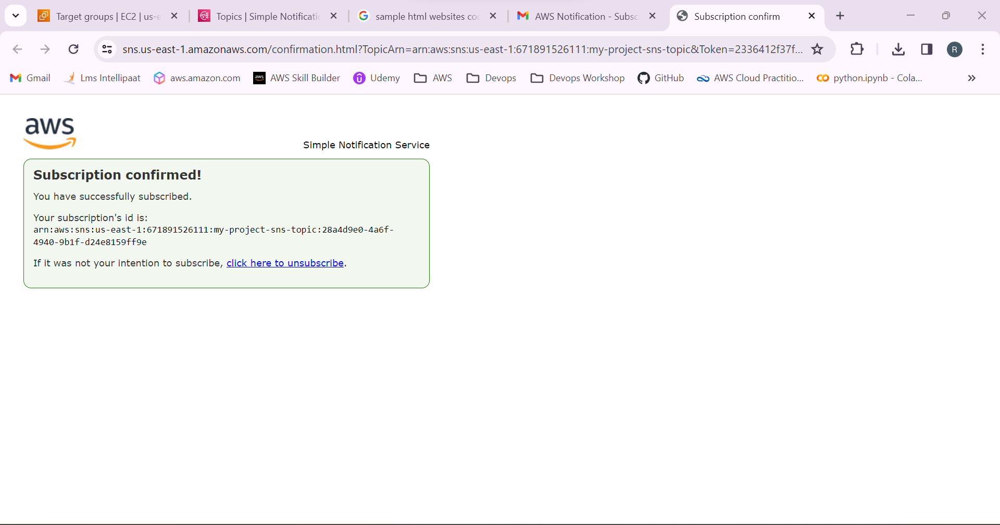 Target groups | EC2 | us-e
Topics | Simple Notificatio
sample html websites co
AWS Notification - Subsc
Subscription confirm
sns.us-east-1.amazonaws.com/confirmation.html?TopicArn=arn:aws:sns:us-east-1:671891526111:my-project-sns-topic&Token=2336412f37f...
R
Gmail
Lms Intellipaat
aws.amazon.com
aws
AWS Skill Builder
Udemy
AWS
Devops
Devops Workshop
GitHub
AWS Cloud Practitio...
python.ipynb - Cola...
aws
Simple Notification Service
Subscription confirmed!
You have successfully subscribed.
Your subscription's id is:
arn:aws:sns:us-east-1:671891526111:my-project-sns-topic:28a4d9e0-4a6f-
4940-9b1f-d24e8159ff9e
If it was not your intention to subscribe, click here to unsubscribe.